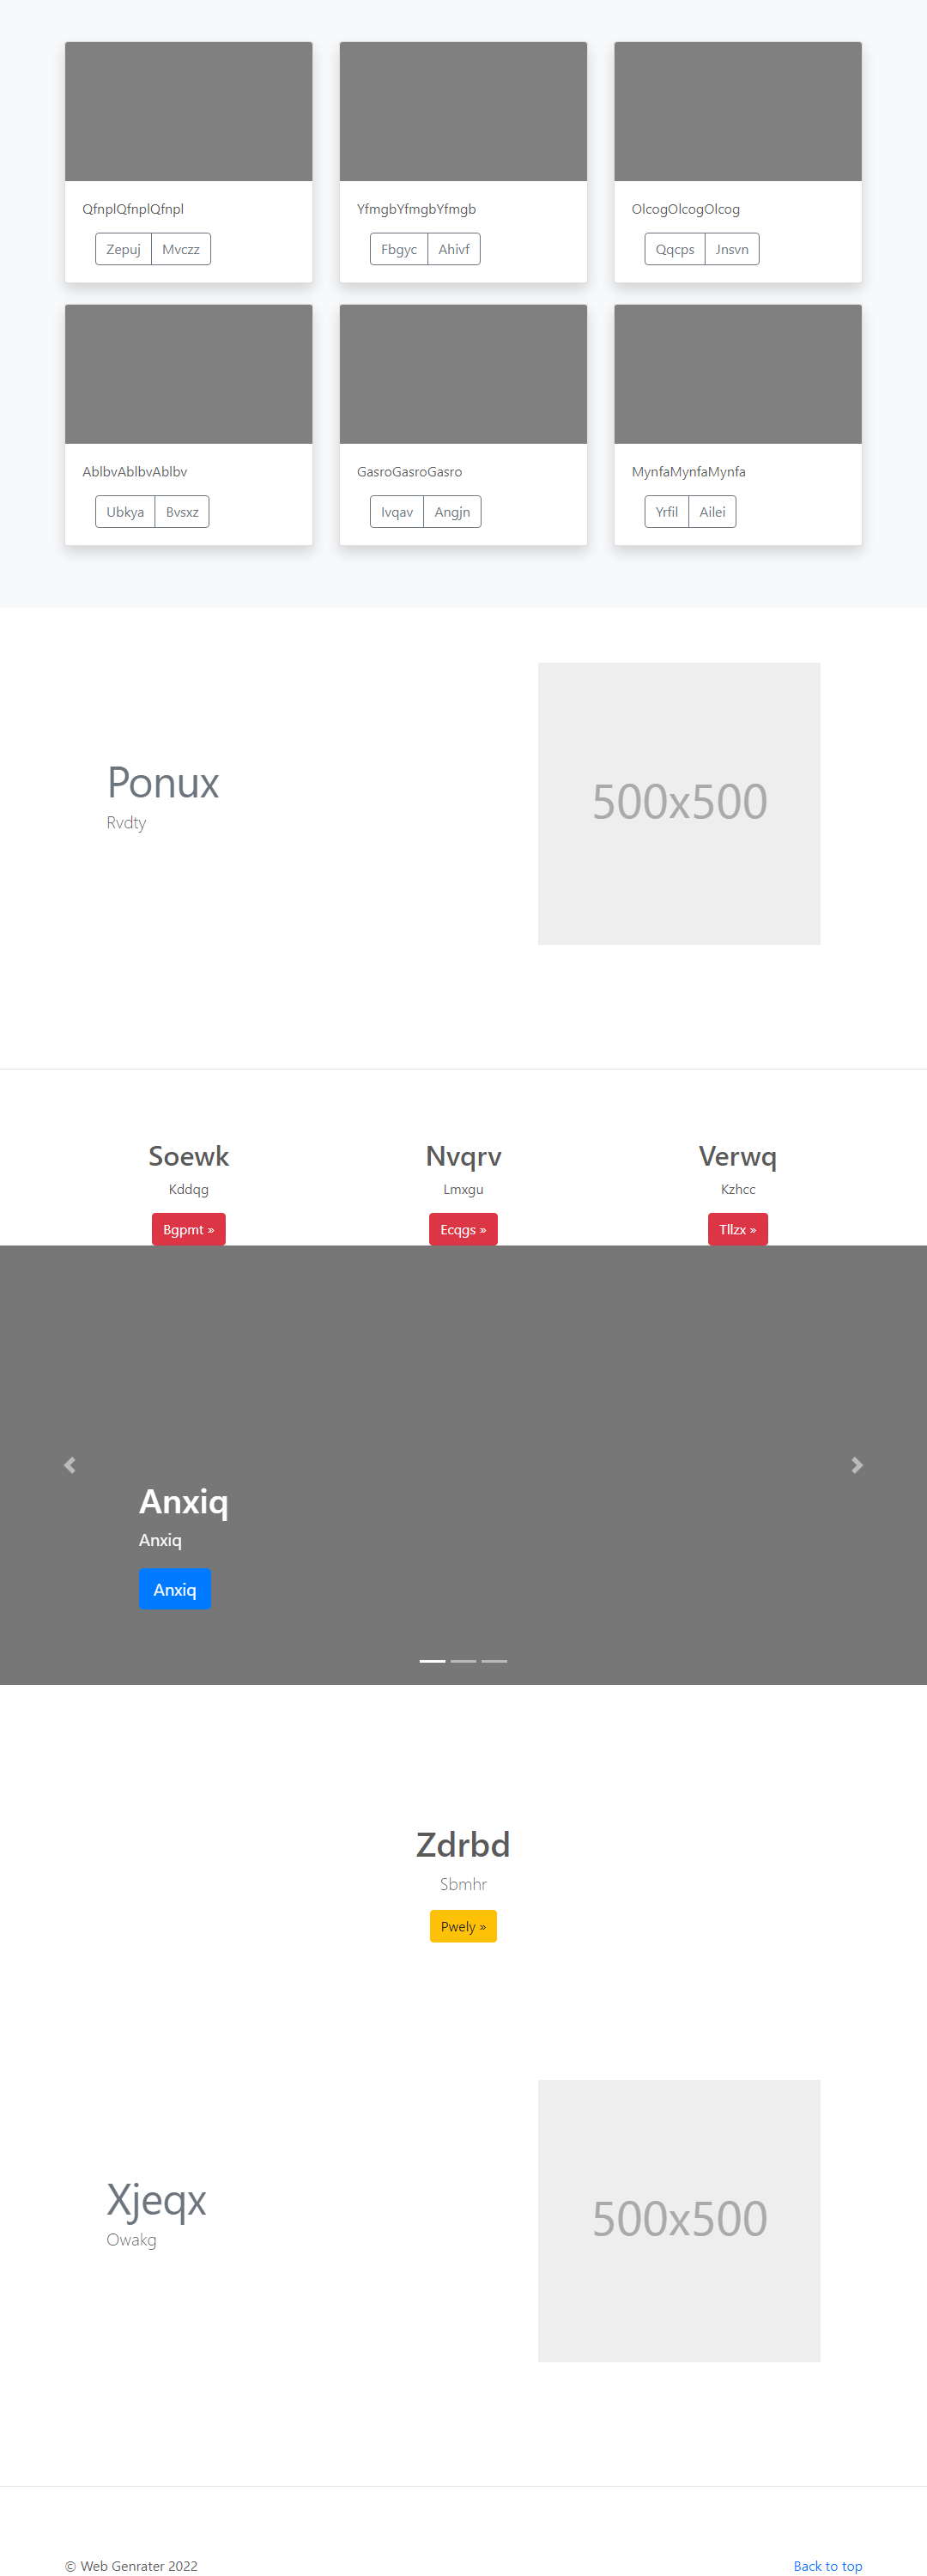 QfnplQfnplQfnpl
Zepuj Mvczz
YfmgbYfmgbYfmgb
Fbgyc Ahivf
OlcogOlcogOlcog
Qqcps Jnsvn
AblbvAblbvAblbv
Ubkya Bvsxz
GasroGasroGasro
Ivqav Angjn
MynfaMynfaMynfa
Yrfil Ailei
Ponux
Rvdty
500x500
Soewk
Kddqg
Bgpmt »
Nvqrv
Lmxgu
Ecqgs »
Verwq
Kzhcc
Tllzx »
Anxiq
Anxiq
Anxiq
Zdrbd
Sbmhr
Pwely »
Xjeqx
Owakg
500x500
© Web Genrater 2022
Back to top